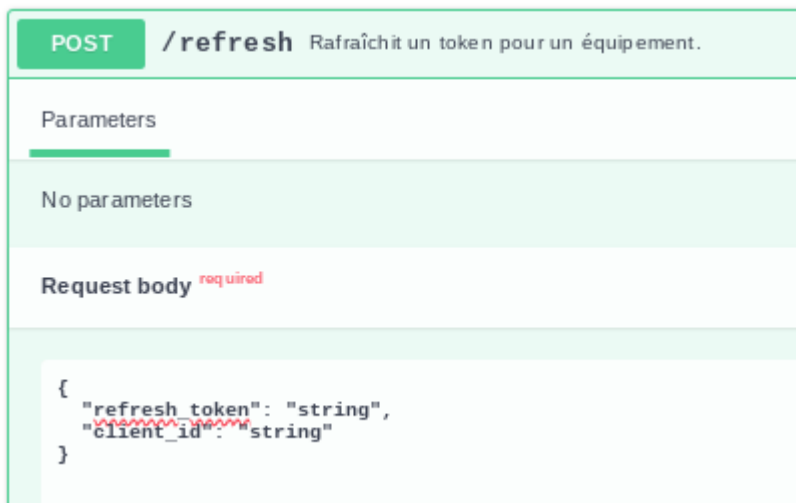 POST /refresh Rafraîchit un token pour un équipement.
Parameters
No parameters
Request body required
{
"refresh_token": "string",
"client_id": "string"
}